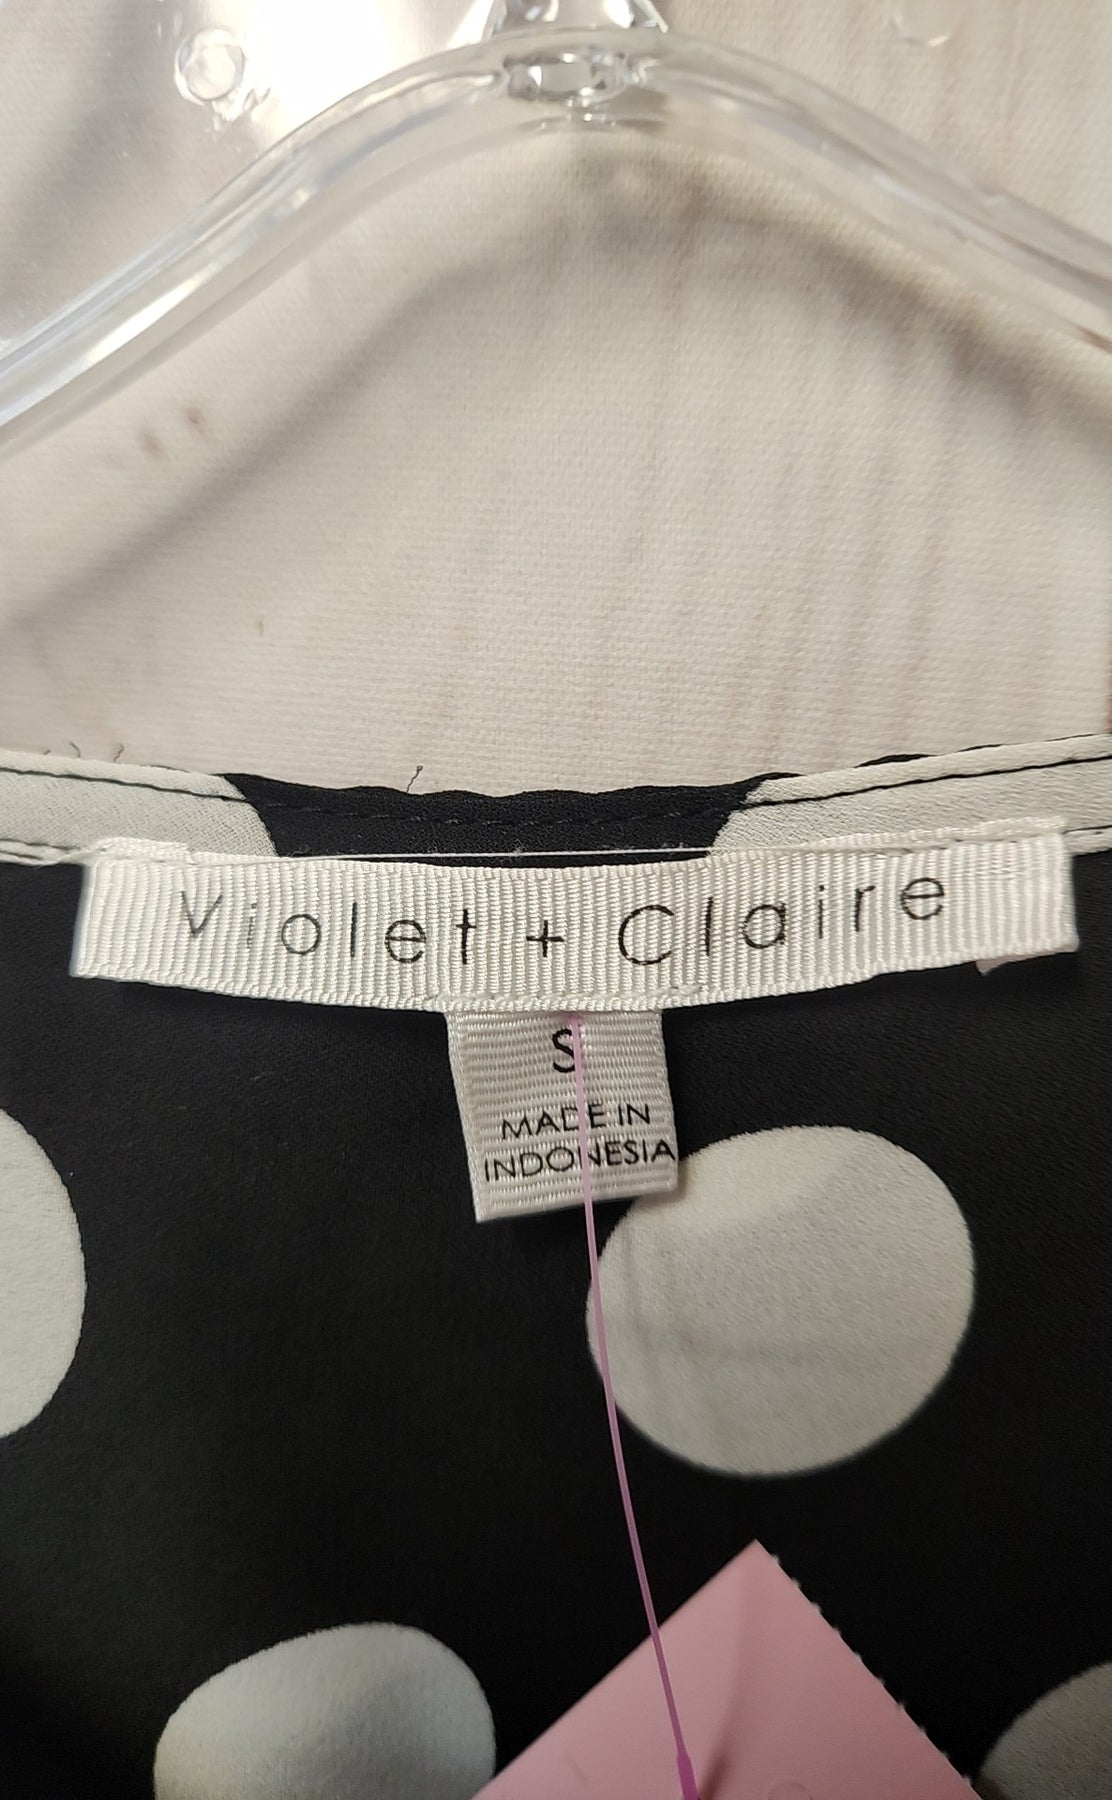 Violet + Claire
S
MADE IN
INDONESIA